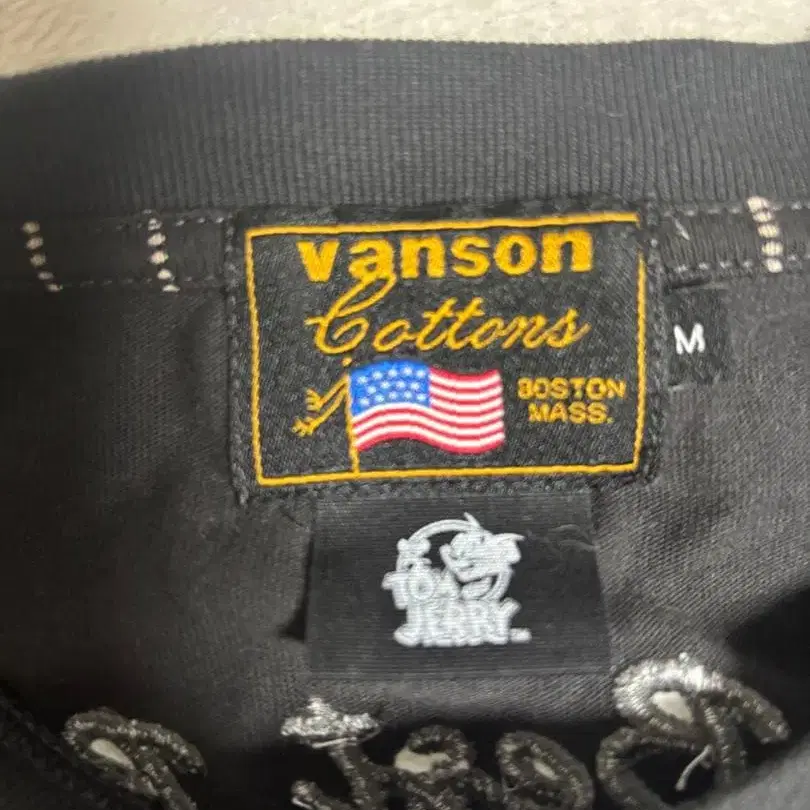 vanson
Cottons
M
BOSTON
MASS.
TOM
JERRY